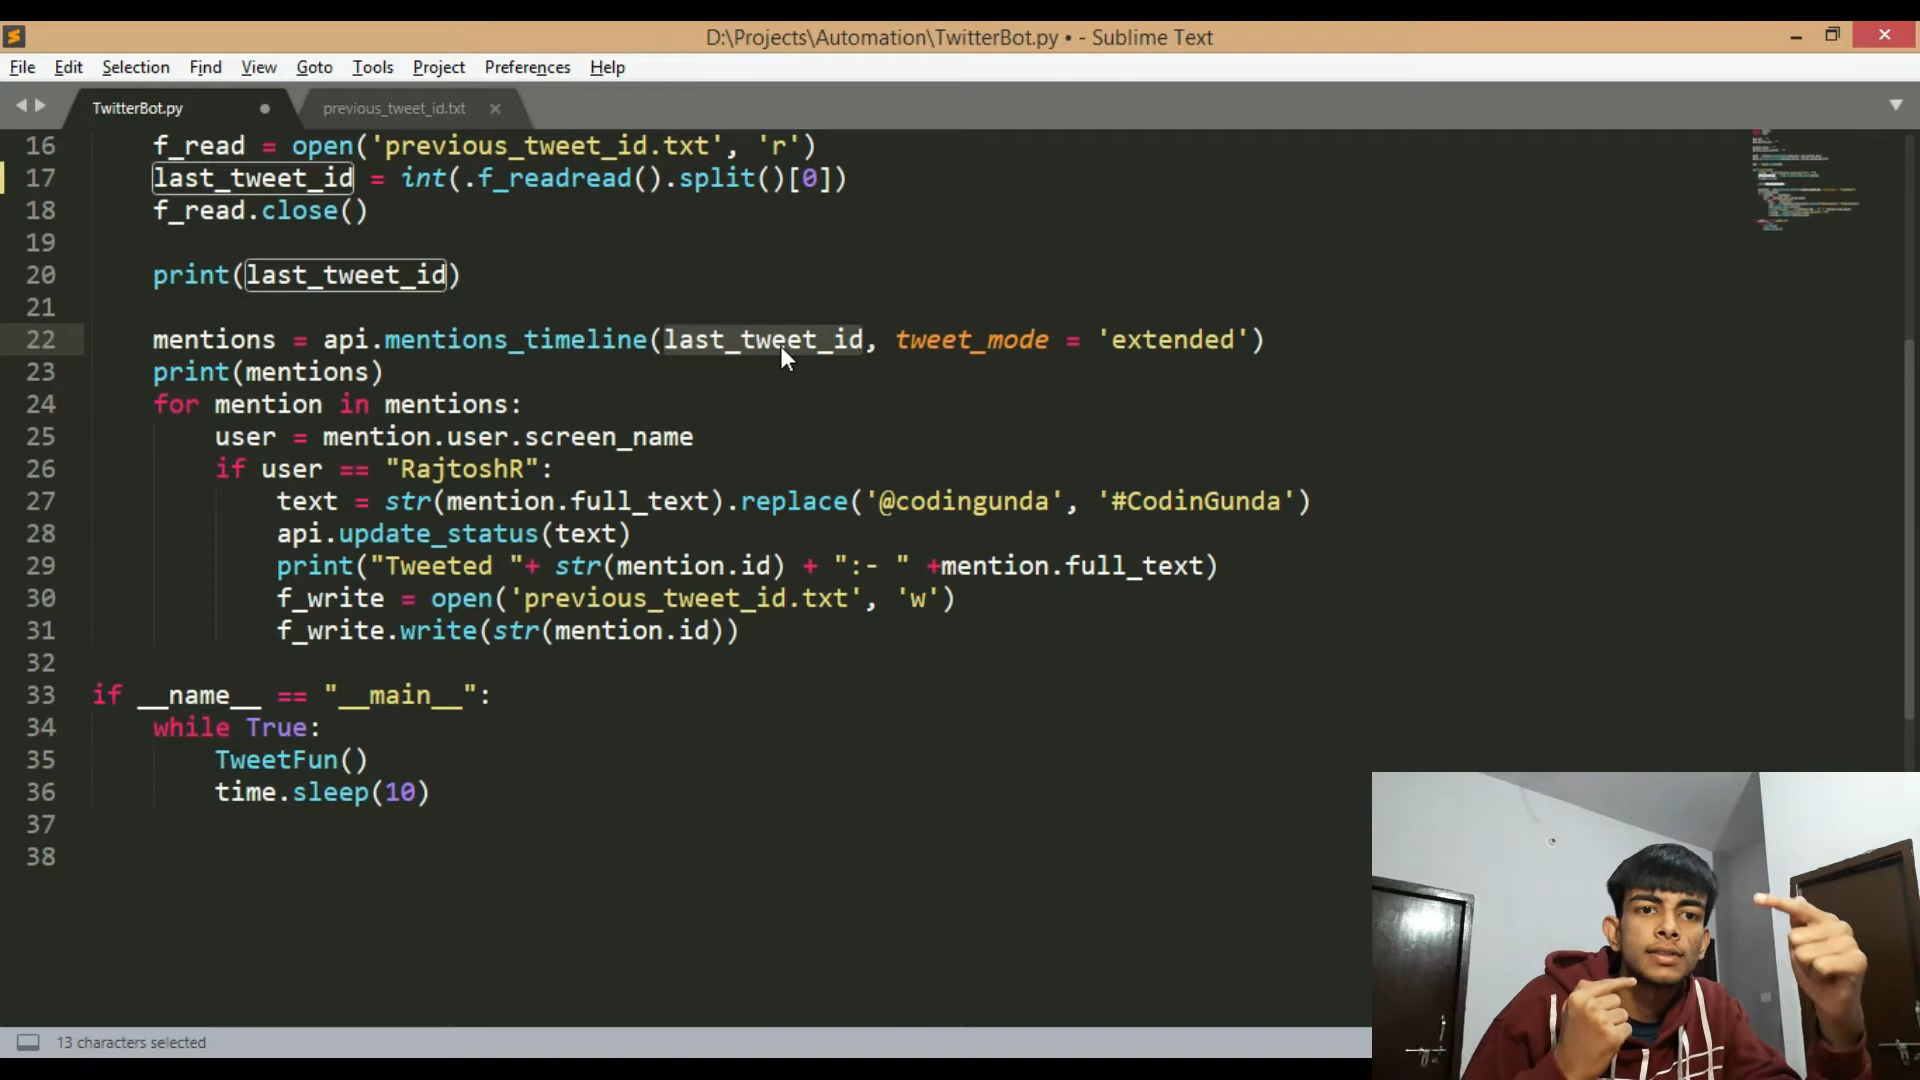 D:\Projects\Automation\TwitterBot.py • - Sublime Text
File Edit Selection Find View Goto Tools Project Preferences Help
TwitterBot.py previous_tweet_id.txt
16 f_read = open('previous_tweet_id.txt', 'r')
17 last_tweet_id = int(.f_readread().split()[0])
18 f_read.close()
19
20 print(last_tweet_id)
21
22 mentions = api.mentions_timeline(last_tweet_id, tweet_mode = 'extended')
23 print(mentions)
24 for mention in mentions:
25 user = mention.user.screen_name
26 if user == "RajtoshR":
27 text = str(mention.full_text).replace('@codingunda', '#CodinGunda')
28 api.update_status(text)
29 print("Tweeted "+ str(mention.id) + ":- " +mention.full_text)
30 f_write = open('previous_tweet_id.txt', 'w')
31 f_write.write(str(mention.id))
32
33 if __name__ == "__main__":
34 while True:
35 TweetFun()
36 time.sleep(10)
37
38
13 characters selected